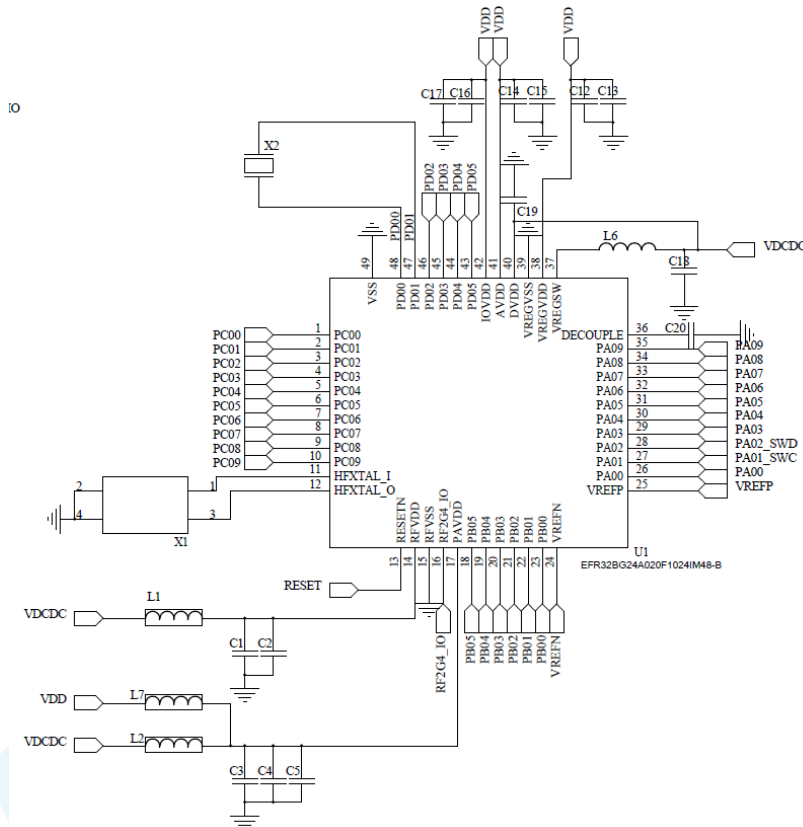 VDD
VDD
VDD
C17
C16
C14
C15
C12
C13
IO
X2
PD02
PD03
PD04
PD05
C19
PD00
PD01
L6
VDCDC
C18
49
48
47
46
45
44
43
42
41
40
39
38
37
VSS
PD00
PD01
PD02
PD03
PD04
PD05
IOVDD
AVDD
DVDD
VREGVSS
VREGVDD
VREGSW
PC00 1 PC00
PC01 2 PC01
PC02 3 PC02
PC03 4 PC03
PC04 5 PC04
PC05 6 PC05
PC06 7 PC06
PC07 8 PC07
PC08 9 PC08
PC09 10 PC09
11 HFXTAL_I
12 HFXTAL_O
DECOUPLE 36 C20
PA09 35 PA09
PA08 34 PA08
PA07 33 PA07
PA06 32 PA06
PA05 31 PA05
PA04 30 PA04
PA03 29 PA03
PA02 28 PA02_SWD
PA01 27 PA01_SWC
PA00 26 PA00
VREFP 25 VREFP
2
1
4
3
X1
RESETN
RFVDD
RFVSS
RF2G4_IO
PAVDD
PB05
PB04
PB03
PB02
PB01
PB00
VREFN
13
14
15
16
17
18
19
20
21
22
23
24
U1
EFR32BG24A020F1024IM48-B
RESET
RF2G4_IO
PB05
PB04
PB03
PB02
PB01
PB00
VREFN
VDCDC
L1
C1
C2
VDD
L7
VDCDC
L2
C3
C4
C5